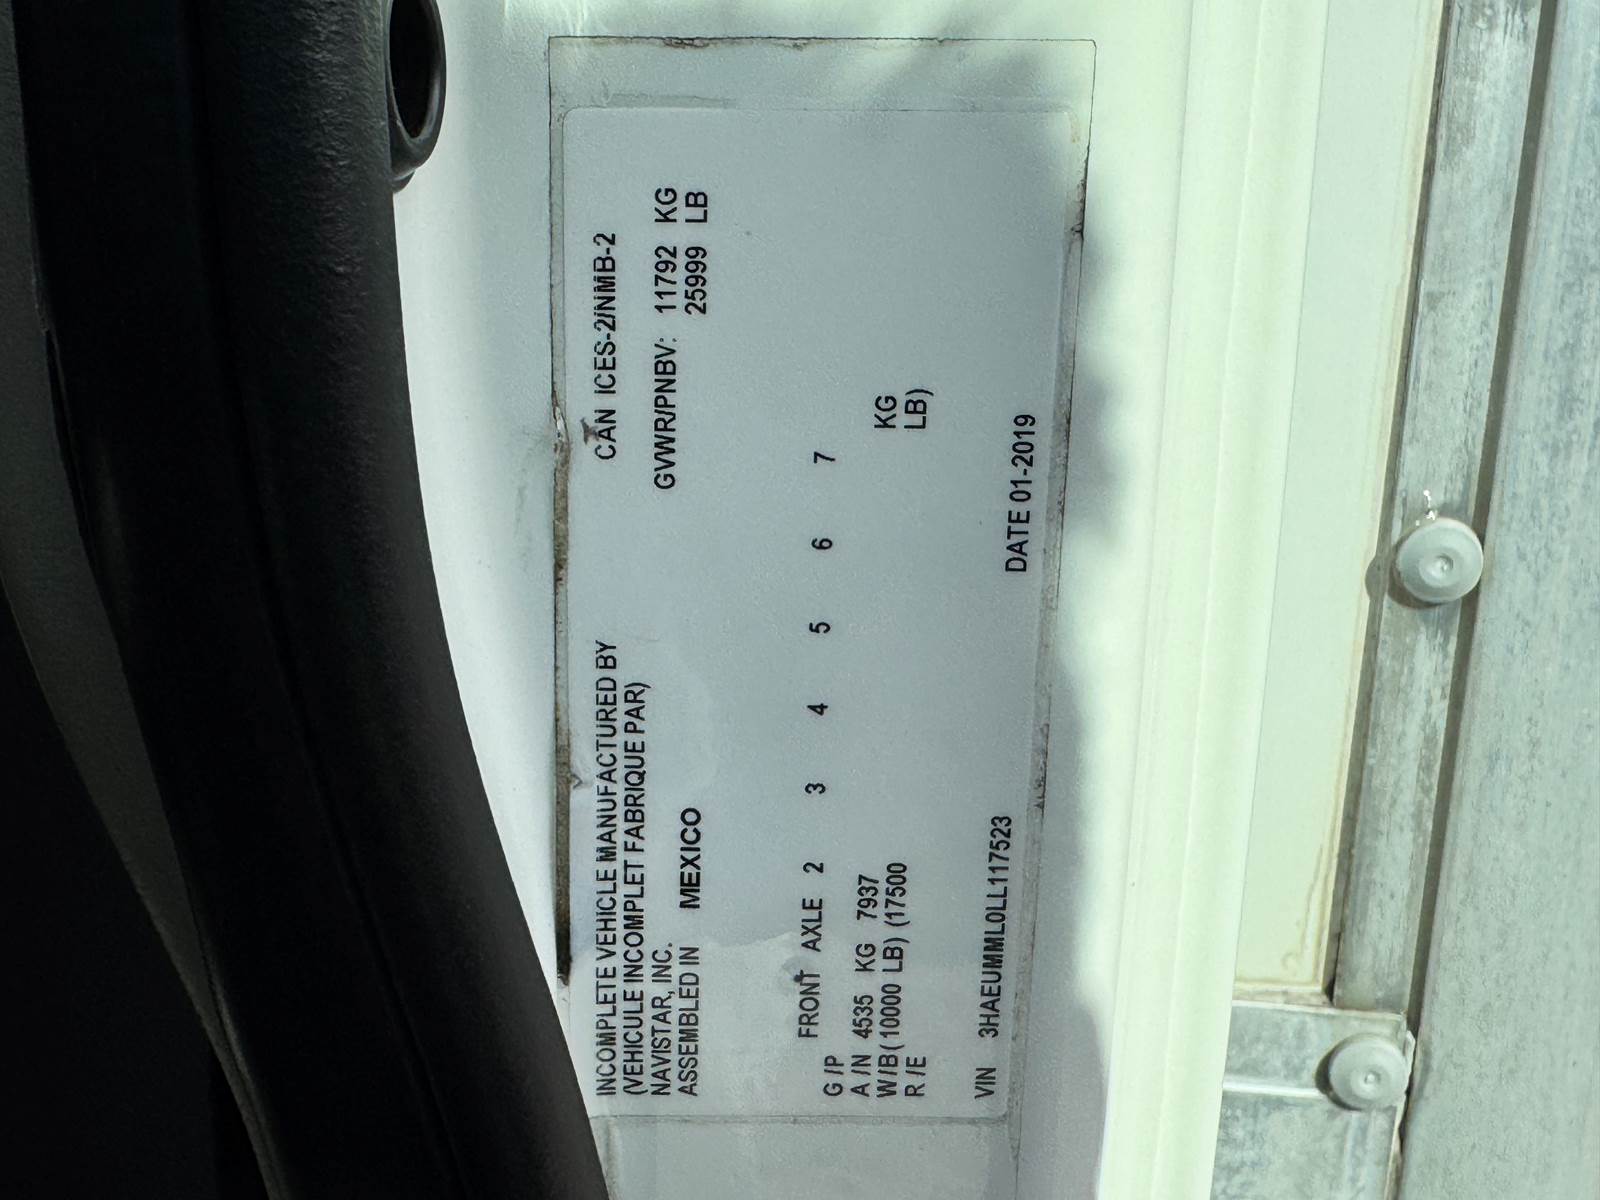 INCOMPLETE VEHICLE MANUFACTURED BY
(VEHICULE INCOMPLET FABRIQUE PAR)
NAVISTAR, INC.
ASSEMBLED IN MEXICO
CAN ICES-2/NMB-2
GVWR/PNBV: 11792 KG
25999 LB
FRONT AXLE 2 3 4 5 6 7
G/P
A/N 4535 KG 7937 KG
W/B (10000 LB) (17500 LB)
R/E
VIN 3HAEUMML0LL117523
DATE 01-2019